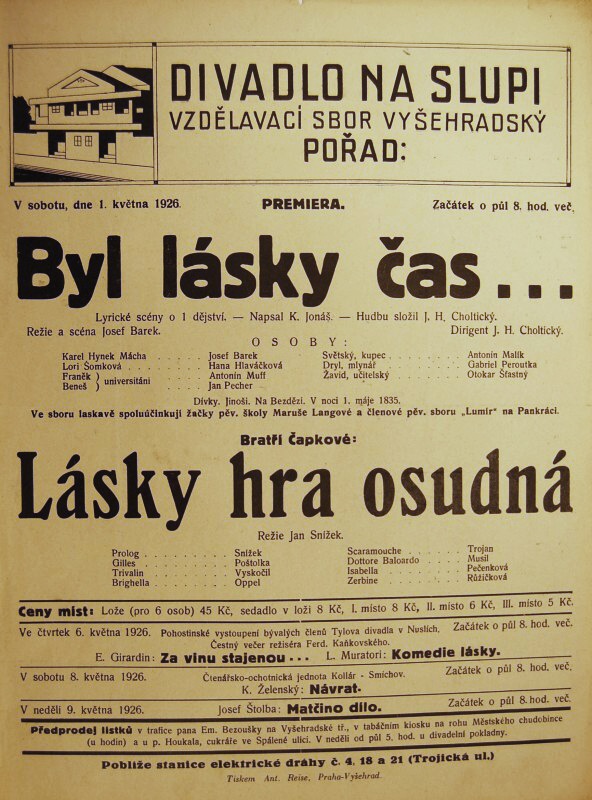 DIVADLO NA SLUPI
VZDĚLAVACÍ SBOR VYŠEHRADSKÝ
POŘAD:
V sobotu, dne 1. května 1926. PREMIERA. Začátek o půl 8. hod. več.
Byl lásky čas...
Lyrické scény o 1 dějství. — Napsal K. Jonáš. — Hudbu složil J. H. Choltický.
Režie a scéna Josef Barek. Dirigent J. H. Choltický.
OSOBY:
Karel Hynek Mácha . . . . . Josef Barek Světský, kupec . . . . . Antonín Malík
Lori Šomková . . . . . Hana Hlaváčková Dryl, mlynář . . . . . Gabriel Peroutka
Franěk ) universitáni . . . . Antonín Muff Žavid, učitelský . . . . . Otokar Šťastný
Beneš ) . . . . Jan Pecher
Dívky. Jinoši. Na Bezdězi. V noci 1. máje 1835.
Ve sboru laskavě spoluúčinkují žačky pěv. školy Maruše Langové a členové pěv. sboru „Lumír" na Pankráci.
Bratří Čapkové:
Lásky hra osudná
Režie Jan Snížek.
Prolog . . . . . . . . . Snížek Scaramouche . . . . . . Trojan
Gilles . . . . . . . . . Poštolka Dottore Baloardo . . . . Musil
Trivalin . . . . . . . . Vyskočil Isabella . . . . . . . Pečenková
Brighella . . . . . . . Oppel Zerbine . . . . . . . Růžičková
Ceny míst: Lože (pro 6 osob) 45 Kč, sedadlo v loži 8 Kč, I. místo 8 Kč, II. místo 6 Kč, III. místo 5 Kč.
Ve čtvrtek 6. května 1926. Pohostinské vystoupení bývalých členů Tylova divadla v Nuslích. Začátek o půl 8. hod. več.
Čestný večer režiséra Ferd. Kaňkovského.
E. Girardin: Za vinu stajenou... L. Muratori: Komedie lásky.
V sobotu 8. května 1926. Čtenářsko-ochotnická jednota Kollár - Smíchov. Začátek o půl 8. hod. več.
K. Želenský: Návrat.
V neděli 9. května 1926. Josef Štolba: Matčino dílo. Začátek o půl 8. hod. več.
Předprodej lístků v trafice pana Em. Bezoušky na Vyšehradské tř., v tabáčním kiosku na rohu Městského chudobince
(u hodin) a u p. Houkala, cukráře ve Spálené ulici. V neděli od půl 5. hod. u divadelní pokladny.
Poblíže stanice elektrické dráhy č. 4, 18 a 21 (Trojická ul.)
Tiskem Ant. Reise, Praha-Vyšehrad.